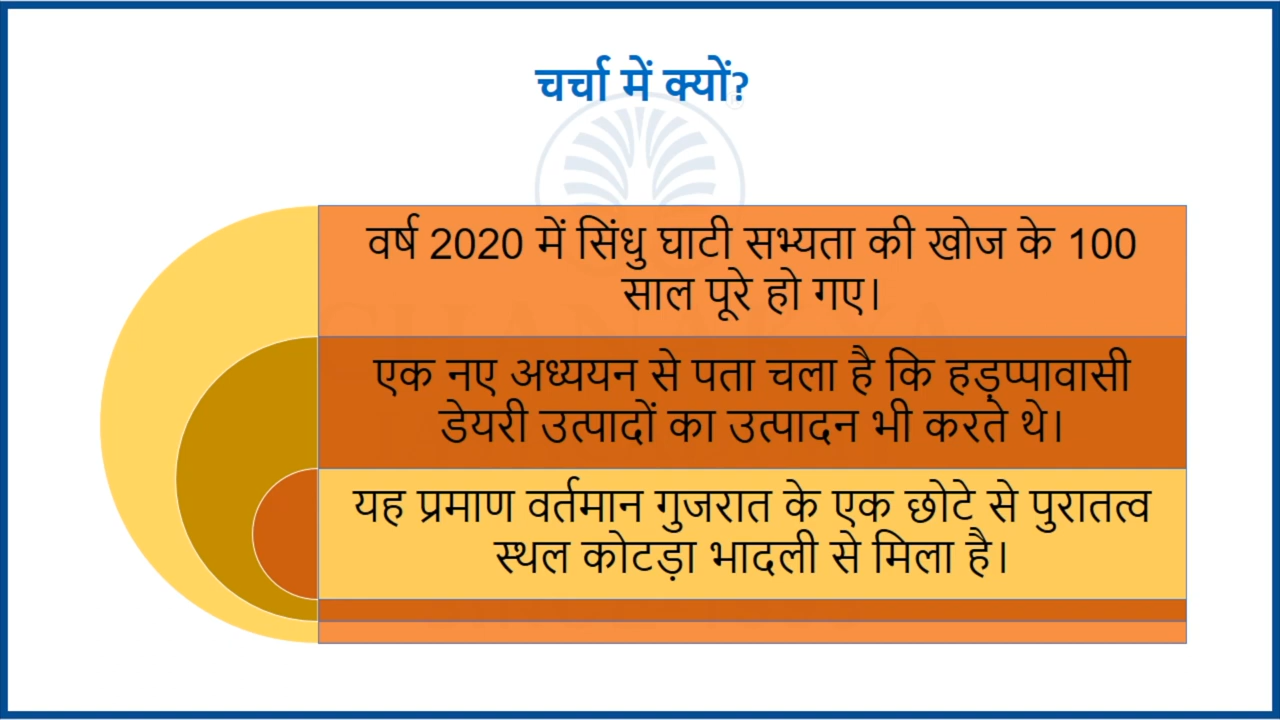 चर्चा में क्यों?
वर्ष 2020 में सिंधु घाटी सभ्यता की खोज के 100
साल पूरे हो गए।
एक नए अध्ययन से पता चला है कि हड़प्पावासी
डेयरी उत्पादों का उत्पादन भी करते थे।
यह प्रमाण वर्तमान गुजरात के एक छोटे से पुरातत्व
स्थल कोटड़ा भादली से मिला है।